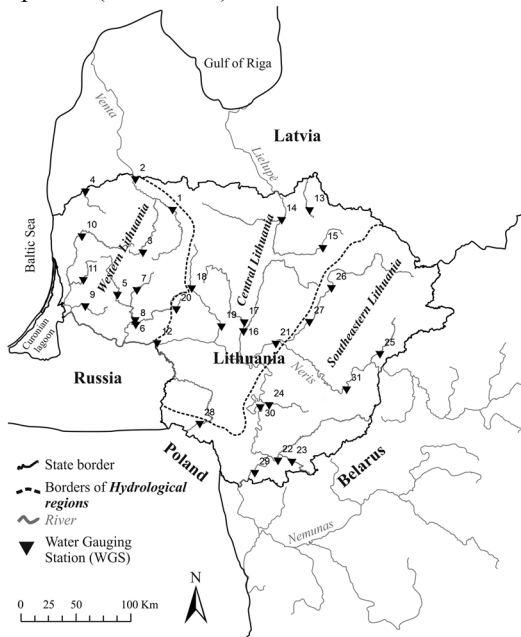 Gulf of Riga
Venta
Lielupė
Latvia
4
2
1
13
14
10
3
15
Baltic Sea
Western Lithuania
Central Lithuania
11
5
7
18
26
Southeastern Lithuania
9
8
6
20
19
17
16
27
12
21
25
Curonian
lagoon
Lithuania
Neris
Russia
31
24
30
28
22
23
29
Poland
Belarus
Nemunas
State border
Borders of Hydrological
regions
River
Water Gauging
Station (WGS)
N
0 25 50 100 Km